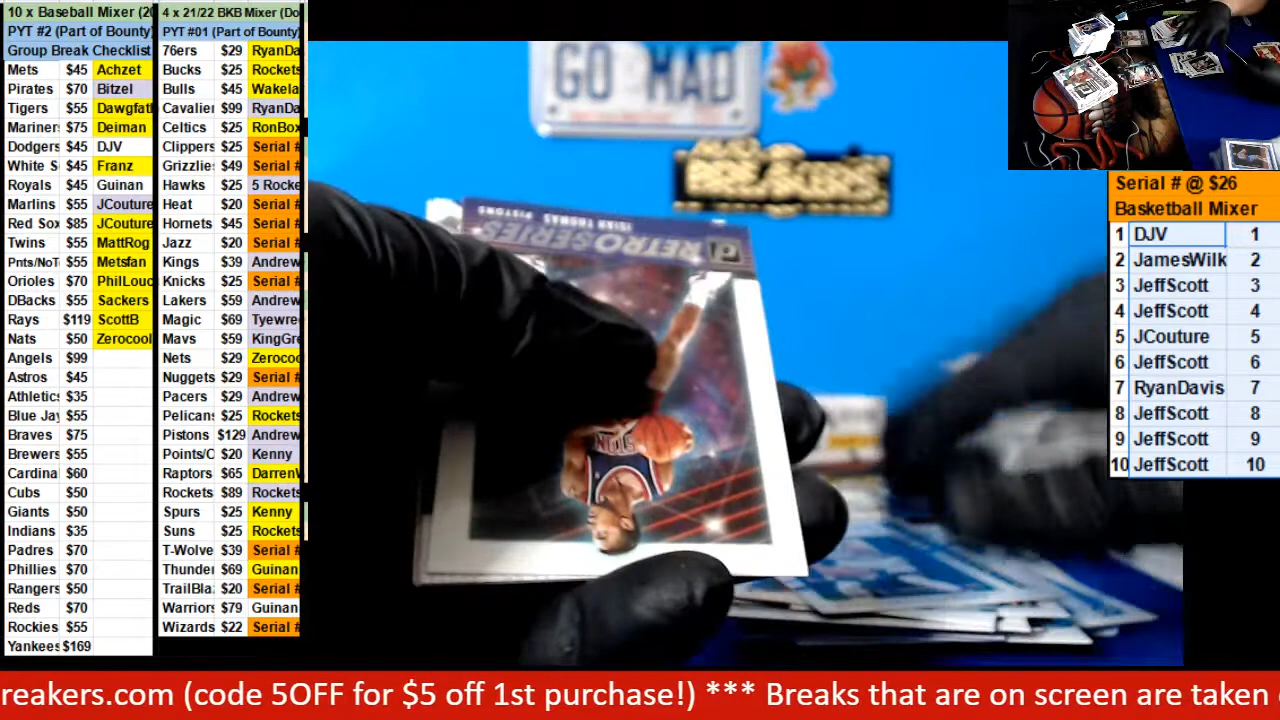 10 x Baseball Mixer (20
PYT #2 (Part of Bounty)
Group Break Checklist
Mets $45 Achzet
Pirates $70 Bitzel
Tigers $55 Dawgfath
Mariners $75 Deiman
Dodgers $45 DJV
White S $45 Franz
Royals $45 Guinan
Marlins $55 JCouture
Red Sox $85 JCouture
Twins $55 MattRog
Pnts/NoT $55 Metsfan
Orioles $70 PhilLouc
DBacks $55 Sackers
Rays $119 ScottB
Nats $50 Zerocool
Angels $99
Astros $45
Athletics $35
Blue Jay $55
Braves $75
Brewers $55
Cardina $60
Cubs $50
Giants $50
Indians $35
Padres $70
Phillies $70
Rangers $50
Reds $70
Rockies $55
Yankees $169
4 x 21/22 BKB Mixer (Do
PYT #01 (Part of Bounty)
76ers $29 RyanDa
Bucks $25 Rockets
Bulls $45 Wakela
Cavalier $99 RyanDa
Celtics $25 RonBox
Clippers $25 Serial #
Grizzlie $49 Serial #
Hawks $25 5 Rocke
Heat $20 Serial #
Hornets $45 Serial #
Jazz $20 Serial #
Kings $39 Andrew
Knicks $25 Serial #
Lakers $59 Andrew
Magic $69 Tyewre
Mavs $59 KingGre
Nets $29 Zerocoo
Nuggets $29 Serial #
Pacers $29 Andrew
Pelicans $25 Rockets
Pistons $129 Andrew
Points/C $20 Kenny
Raptors $65 DarrenW
Rockets $89 Rockets
Spurs $25 Kenny
Suns $25 Rockets
T-Wolve $39 Serial #
Thunder $69 Guinan
TrailBla $20 Serial #
Warriors $79 Guinan
Wizards $22 Serial #
GO MAD
BREAKERS
ISIAH THOMAS PISTONS
RETRO SERIES
Serial # @ $26
Basketball Mixer
1 DJV 1
2 JamesWilk 2
3 JeffScott 3
4 JeffScott 4
5 JCouture 5
6 JeffScott 6
7 RyanDavis 7
8 JeffScott 8
9 JeffScott 9
10 JeffScott 10
reakers.com (code 5OFF for $5 off 1st purchase!) *** Breaks that are on screen are taken